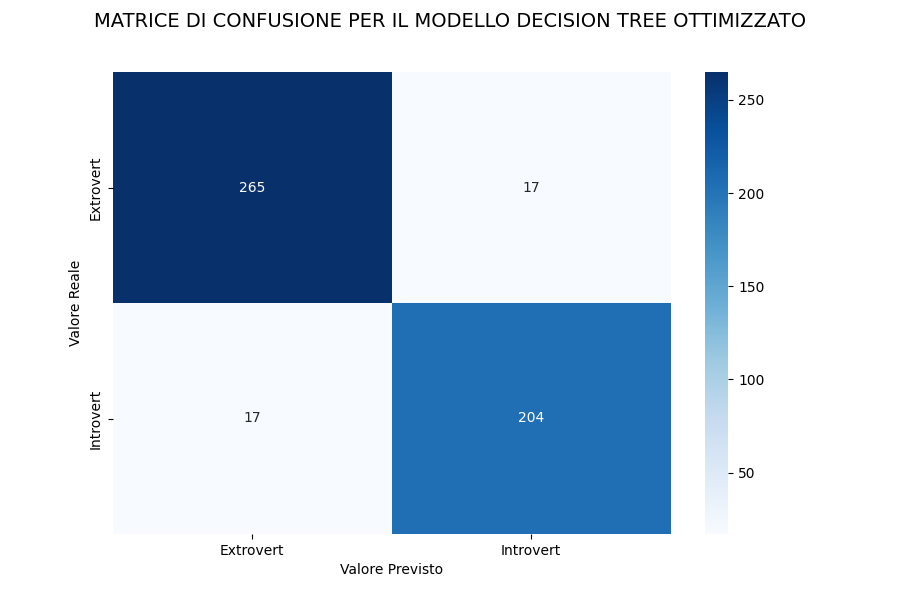 MATRICE DI CONFUSIONE PER IL MODELLO DECISION TREE OTTIMIZZATO
Valore Reale
Extrovert
265
17
Introvert
17
204
Extrovert
Introvert
Valore Previsto
250
200
150
100
50